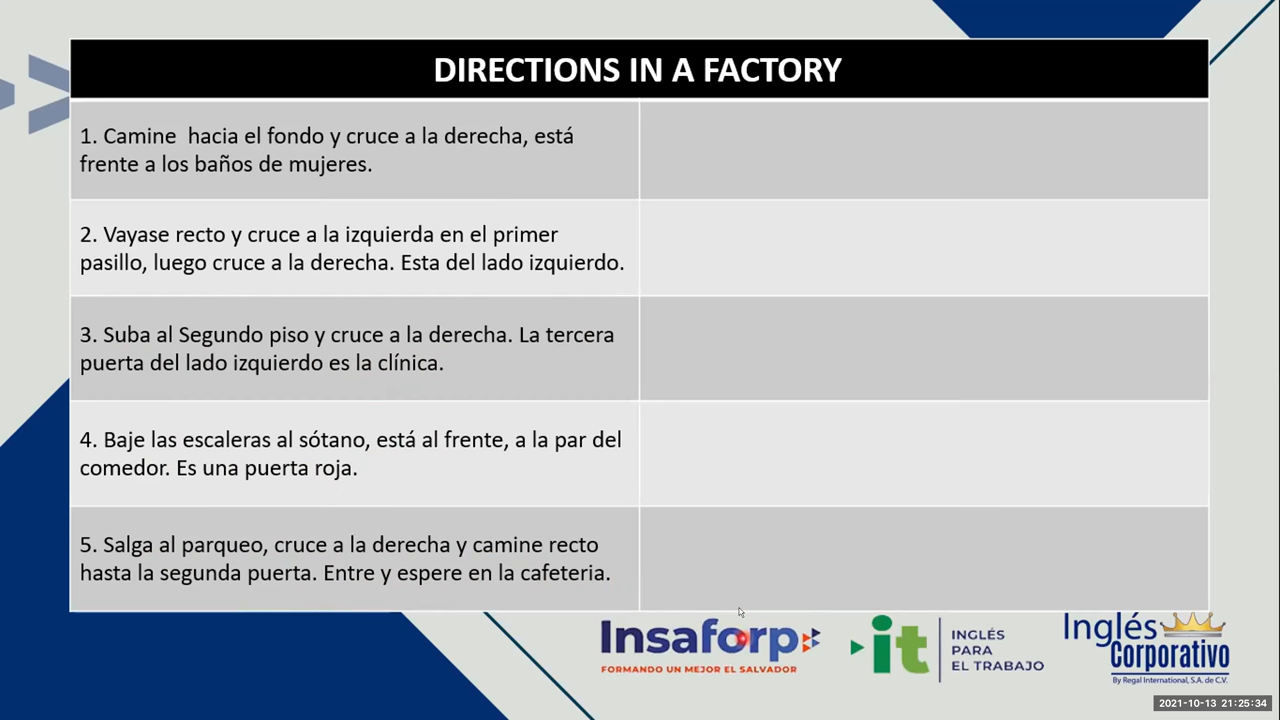 DIRECTIONS IN A FACTORY
1. Camine  hacia el fondo y cruce a la derecha, está
frente a los baños de mujeres.
2. Vayase recto y cruce a la izquierda en el primer
pasillo, luego cruce a la derecha. Esta del lado izquierdo.
3. Suba al Segundo piso y cruce a la derecha. La tercera
puerta del lado izquierdo es la clínica.
4. Baje las escaleras al sótano, está al frente, a la par del
comedor. Es una puerta roja.
5. Salga al parqueo, cruce a la derecha y camine recto
hasta la segunda puerta. Entre y espere en la cafeteria.
Insaforp
FORMANDO UN MEJOR EL SALVADOR
it
INGLÉS
PARA
EL TRABAJO
Inglés
Corporativo
By Regal International, S.A. de C.V.
2021-10-13 21:25:34